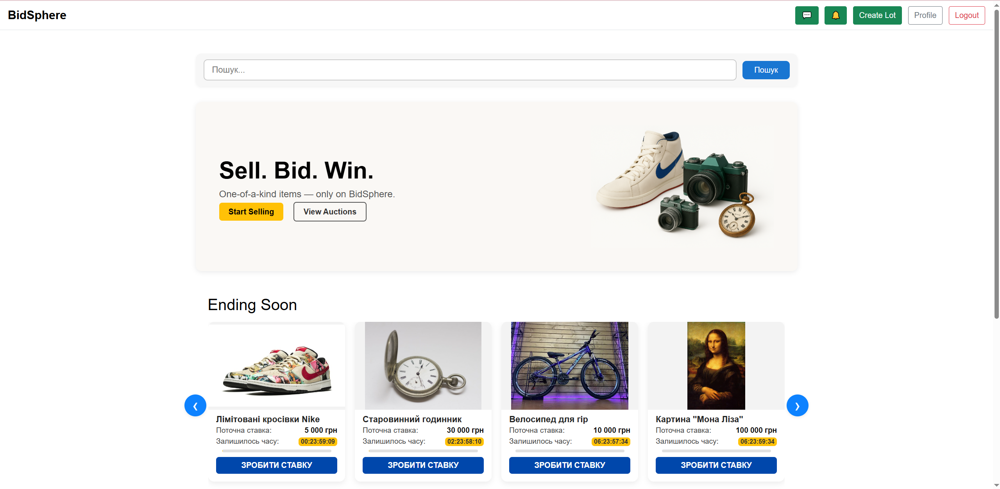 BidSphere
Create Lot
Profile
Logout
Пошук...
Пошук
Sell. Bid. Win.
One-of-a-kind items — only on BidSphere.
Start Selling
View Auctions
Ending Soon
Лімітовані кросівки Nike
Поточна ставка: 5 000 грн
Залишилось часу: 00:23:59:09
ЗРОБИТИ СТАВКУ
Старовинний годинник
Поточна ставка: 30 000 грн
Залишилось часу: 02:23:58:10
ЗРОБИТИ СТАВКУ
Велосипед для гір
Поточна ставка: 10 000 грн
Залишилось часу: 06:23:57:34
ЗРОБИТИ СТАВКУ
Картина "Мона Ліза"
Поточна ставка: 100 000 грн
Залишилось часу: 06:23:59:34
ЗРОБИТИ СТАВКУ